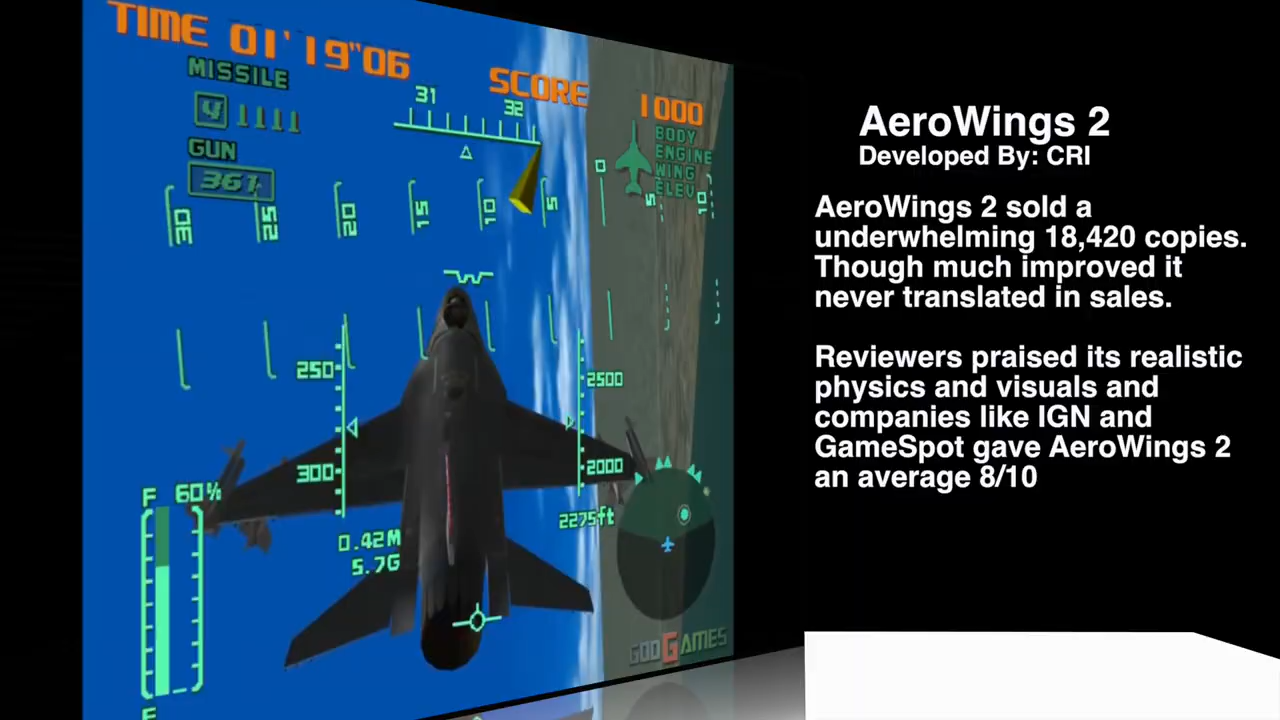 TIME 01'19"06
SCORE
1000
MISSILE
4
GUN
361
31
32
BODY
ENGINE
WING
ELEV
30
25
20
15
10
5
0
5
10
250
300
2500
2000
2275ft
F 60%
0.42M
5.7G
E
GOD GAMES
AeroWings 2
Developed By: CRI
AeroWings 2 sold a
underwhelming 18,420 copies.
Though much improved it
never translated in sales.
Reviewers praised its realistic
physics and visuals and
companies like IGN and
GameSpot gave AeroWings 2
an average 8/10